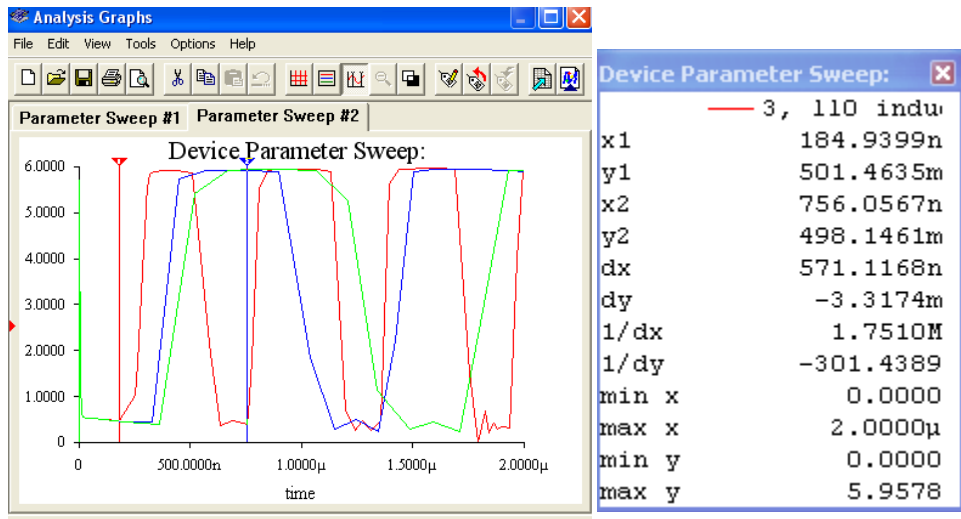 Analysis Graphs
File Edit View Tools Options Help
Parameter Sweep #1 Parameter Sweep #2
Device Parameter Sweep:
6.0000
5.0000
4.0000
3.0000
2.0000
1.0000
0
0 500.0000n 1.0000µ 1.5000µ 2.0000µ
time
Device Parameter Sweep:
3, 110 indu
x1 184.9399n
y1 501.4635m
x2 756.0567n
y2 498.1461m
dx 571.1168n
dy -3.3174m
1/dx 1.7510M
1/dy -301.4389
min x 0.0000
max x 2.0000µ
min y 0.0000
max y 5.9578